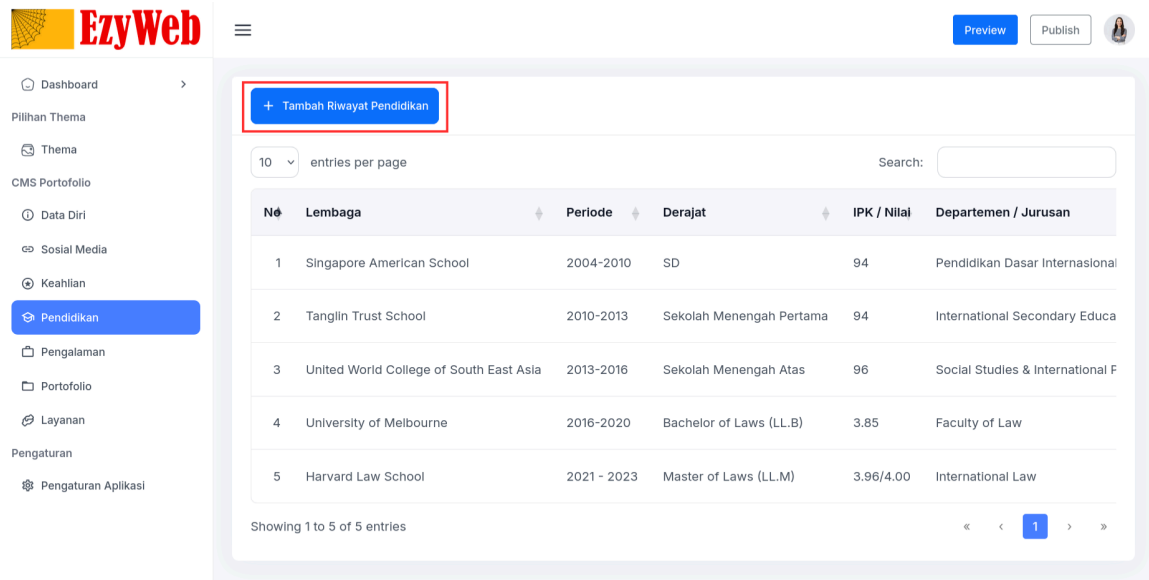 EzyWeb
Preview
Publish
Dashboard
Pilihan Thema
Thema
CMS Portofolio
Data Diri
Sosial Media
Keahlian
Pendidikan
Pengalaman
Portofolio
Layanan
Pengaturan
Pengaturan Aplikasi
+ Tambah Riwayat Pendidikan
10 entries per page Search:
No Lembaga Periode Derajat IPK / Nilai Departemen / Jurusan
1 Singapore American School 2004-2010 SD 94 Pendidikan Dasar Internasional
2 Tanglin Trust School 2010-2013 Sekolah Menengah Pertama 94 International Secondary Educa
3 United World College of South East Asia 2013-2016 Sekolah Menengah Atas 96 Social Studies & International P
4 University of Melbourne 2016-2020 Bachelor of Laws (LL.B) 3.85 Faculty of Law
5 Harvard Law School 2021 - 2023 Master of Laws (LL.M) 3.96/4.00 International Law
Showing 1 to 5 of 5 entries « ‹ 1 › »